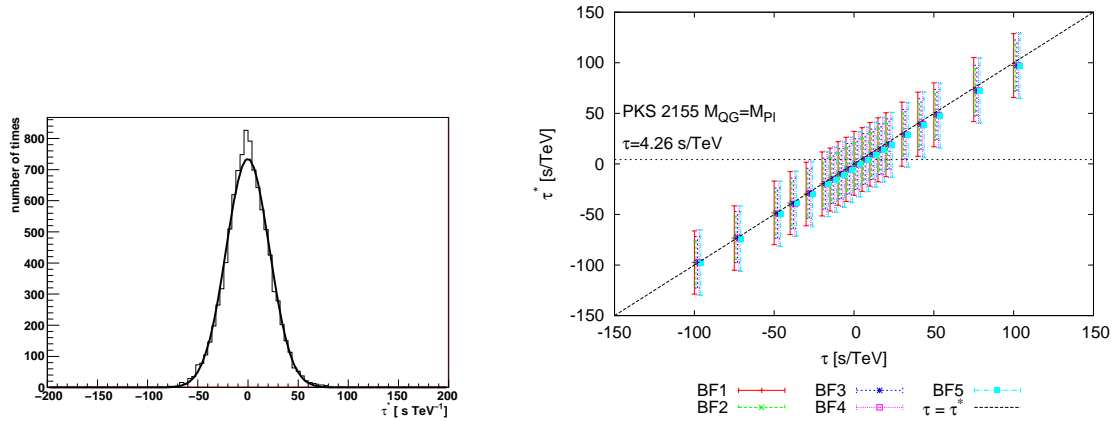 number of times
800
700
600
500
400
300
200
100
0
−200 −150 −100 −50 0 50 100 150 200
τ* [ s TeV⁻¹]
τ* [s/TeV]
150
100
50
0
-50
-100
-150
PKS 2155 M_QG=M_Pl
τ=4.26 s/TeV
-150 -100 -50 0 50 100 150
τ [s/TeV]
BF1 BF3 BF5
BF2 BF4 τ = τ*